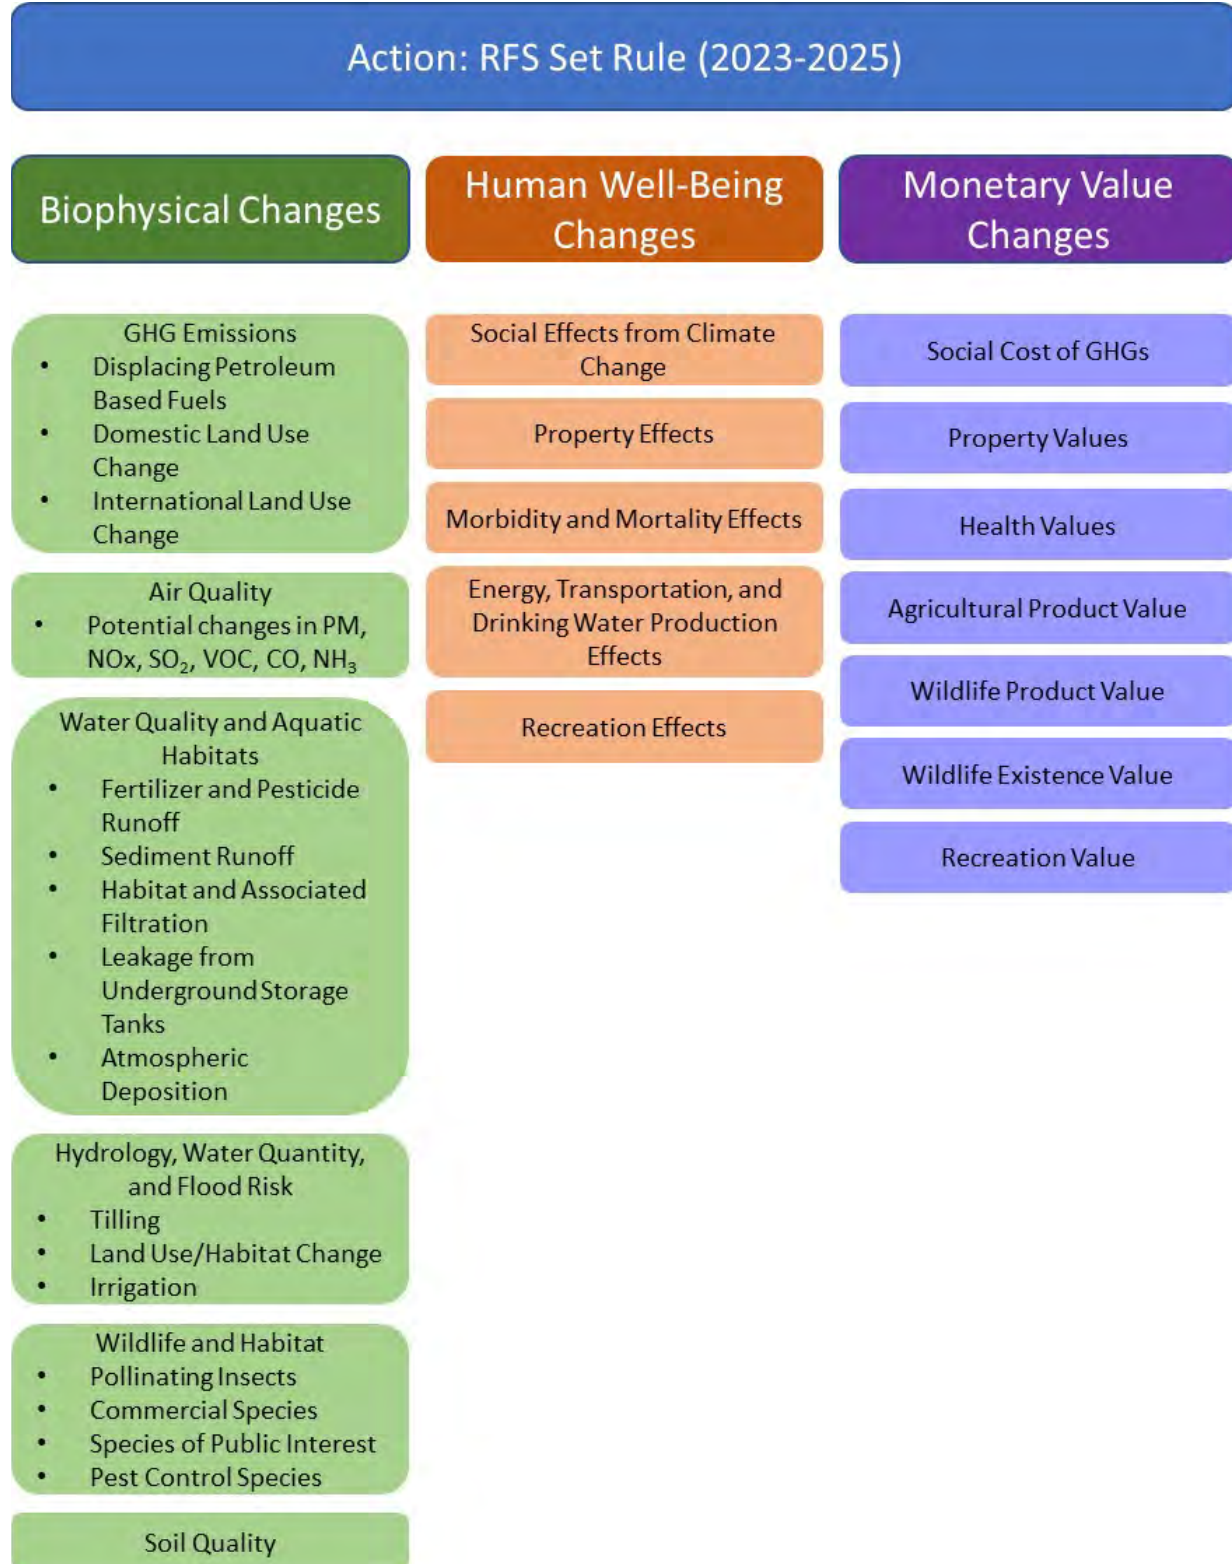 Action: RFS Set Rule (2023-2025)
Biophysical Changes
GHG Emissions
• Displacing Petroleum
Based Fuels
• Domestic Land Use
Change
• International Land Use
Change
Air Quality
• Potential changes in PM,
NOx, SO₂, VOC, CO, NH₃
Water Quality and Aquatic
Habitats
• Fertilizer and Pesticide
Runoff
• Sediment Runoff
• Habitat and Associated
Filtration
• Leakage from
Underground Storage
Tanks
• Atmospheric
Deposition
Hydrology, Water Quantity,
and Flood Risk
• Tilling
• Land Use/Habitat Change
• Irrigation
Wildlife and Habitat
• Pollinating Insects
• Commercial Species
• Species of Public Interest
• Pest Control Species
Soil Quality
Human Well-Being
Changes
Social Effects from Climate
Change
Property Effects
Morbidity and Mortality Effects
Energy, Transportation, and
Drinking Water Production
Effects
Recreation Effects
Monetary Value
Changes
Social Cost of GHGs
Property Values
Health Values
Agricultural Product Value
Wildlife Product Value
Wildlife Existence Value
Recreation Value